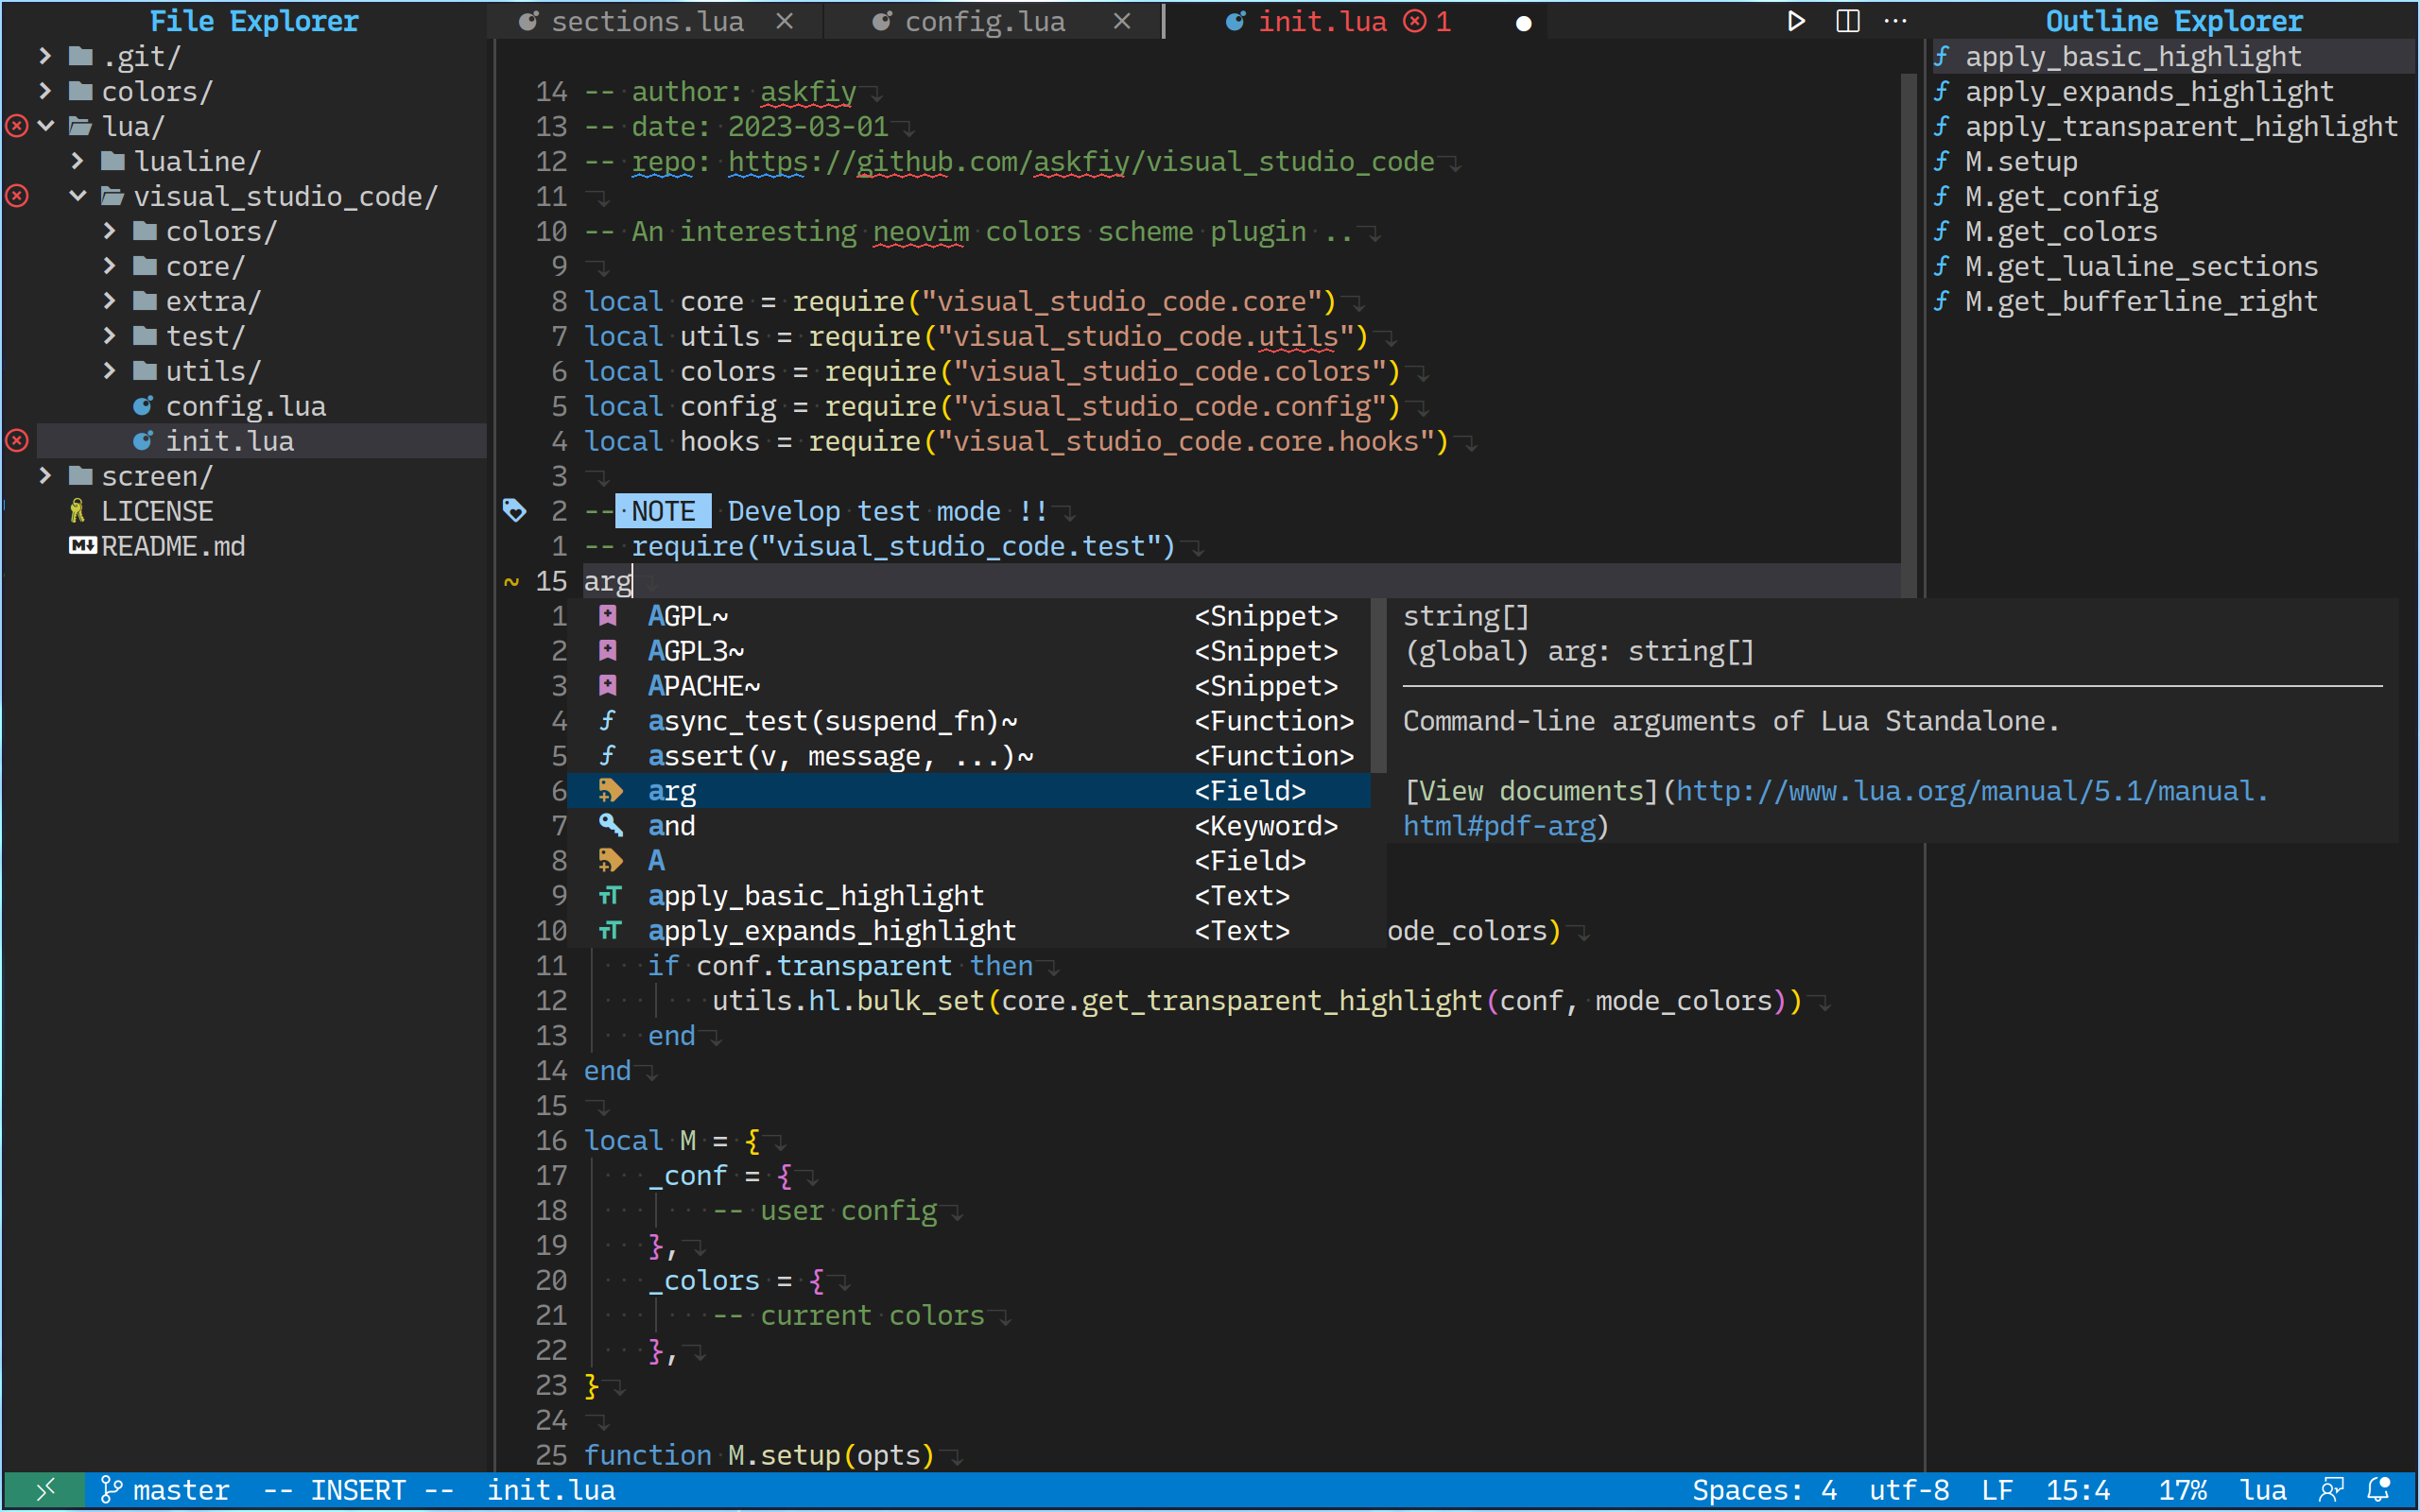 File Explorer
.git/
colors/
lua/
lualine/
visual_studio_code/
colors/
core/
extra/
test/
utils/
config.lua
init.lua
screen/
LICENSE
README.md
sections.lua
config.lua
init.lua 1
14 -- author: askfiy
13 -- date: 2023-03-01
12 -- repo: https://github.com/askfiy/visual_studio_code
11
10 -- An interesting neovim colors scheme plugin ..
9
8 local core = require("visual_studio_code.core")
7 local utils = require("visual_studio_code.utils")
6 local colors = require("visual_studio_code.colors")
5 local config = require("visual_studio_code.config")
4 local hooks = require("visual_studio_code.core.hooks")
3
2 -- NOTE Develop test mode !!
1 -- require("visual_studio_code.test")
~ 15 arg
1 AGPL~ <Snippet>
2 AGPL3~ <Snippet>
3 APACHE~ <Snippet>
4 async_test(suspend_fn)~ <Function>
5 assert(v, message, ...)~ <Function>
6 arg <Field>
7 and <Keyword>
8 A <Field>
9 apply_basic_highlight <Text>
10 apply_expands_highlight <Text> ode_colors)
string[]
(global) arg: string[]
Command-line arguments of Lua Standalone.
[View documents](http://www.lua.org/manual/5.1/manual.
html#pdf-arg)
11 if conf.transparent then
12 utils.hl.bulk_set(core.get_transparent_highlight(conf, mode_colors))
13 end
14 end
15
16 local M = {
17 _conf = {
18 -- user config
19 },
20 _colors = {
21 -- current colors
22 },
23 }
24
25 function M.setup(opts)
Outline Explorer
apply_basic_highlight
apply_expands_highlight
apply_transparent_highlight
M.setup
M.get_config
M.get_colors
M.get_lualine_sections
M.get_bufferline_right
master -- INSERT -- init.lua Spaces: 4 utf-8 LF 15:4 17% lua